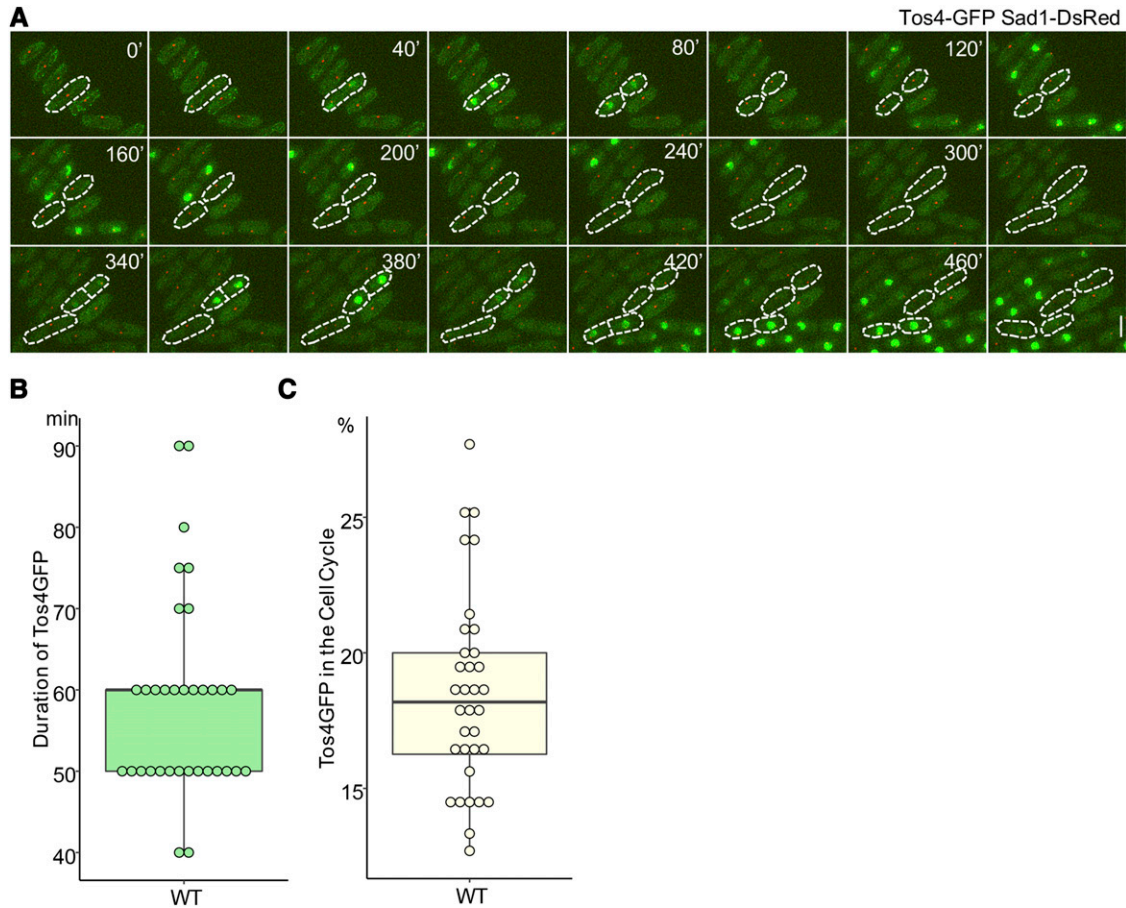 A
Tos4-GFP Sad1-DsRed
0’ 40’ 80’ 120’
160’ 200’ 240’ 300’
340’ 380’ 420’ 460’
B
min
90
80
70
60
50
40
Duration of Tos4GFP
WT
C
%
25
20
15
Tos4GFP in the Cell Cycle
WT